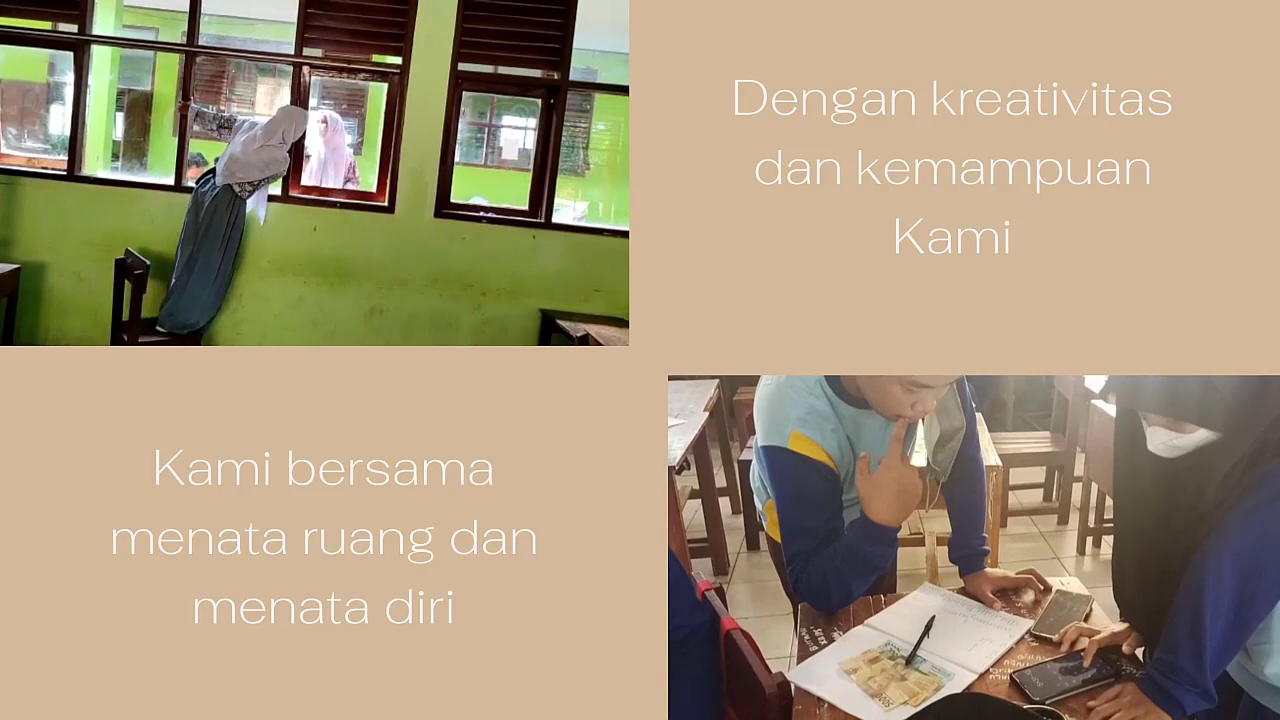 Dengan kreativitas
dan kemampuan
Kami
Kami bersama
menata ruang dan
menata diri